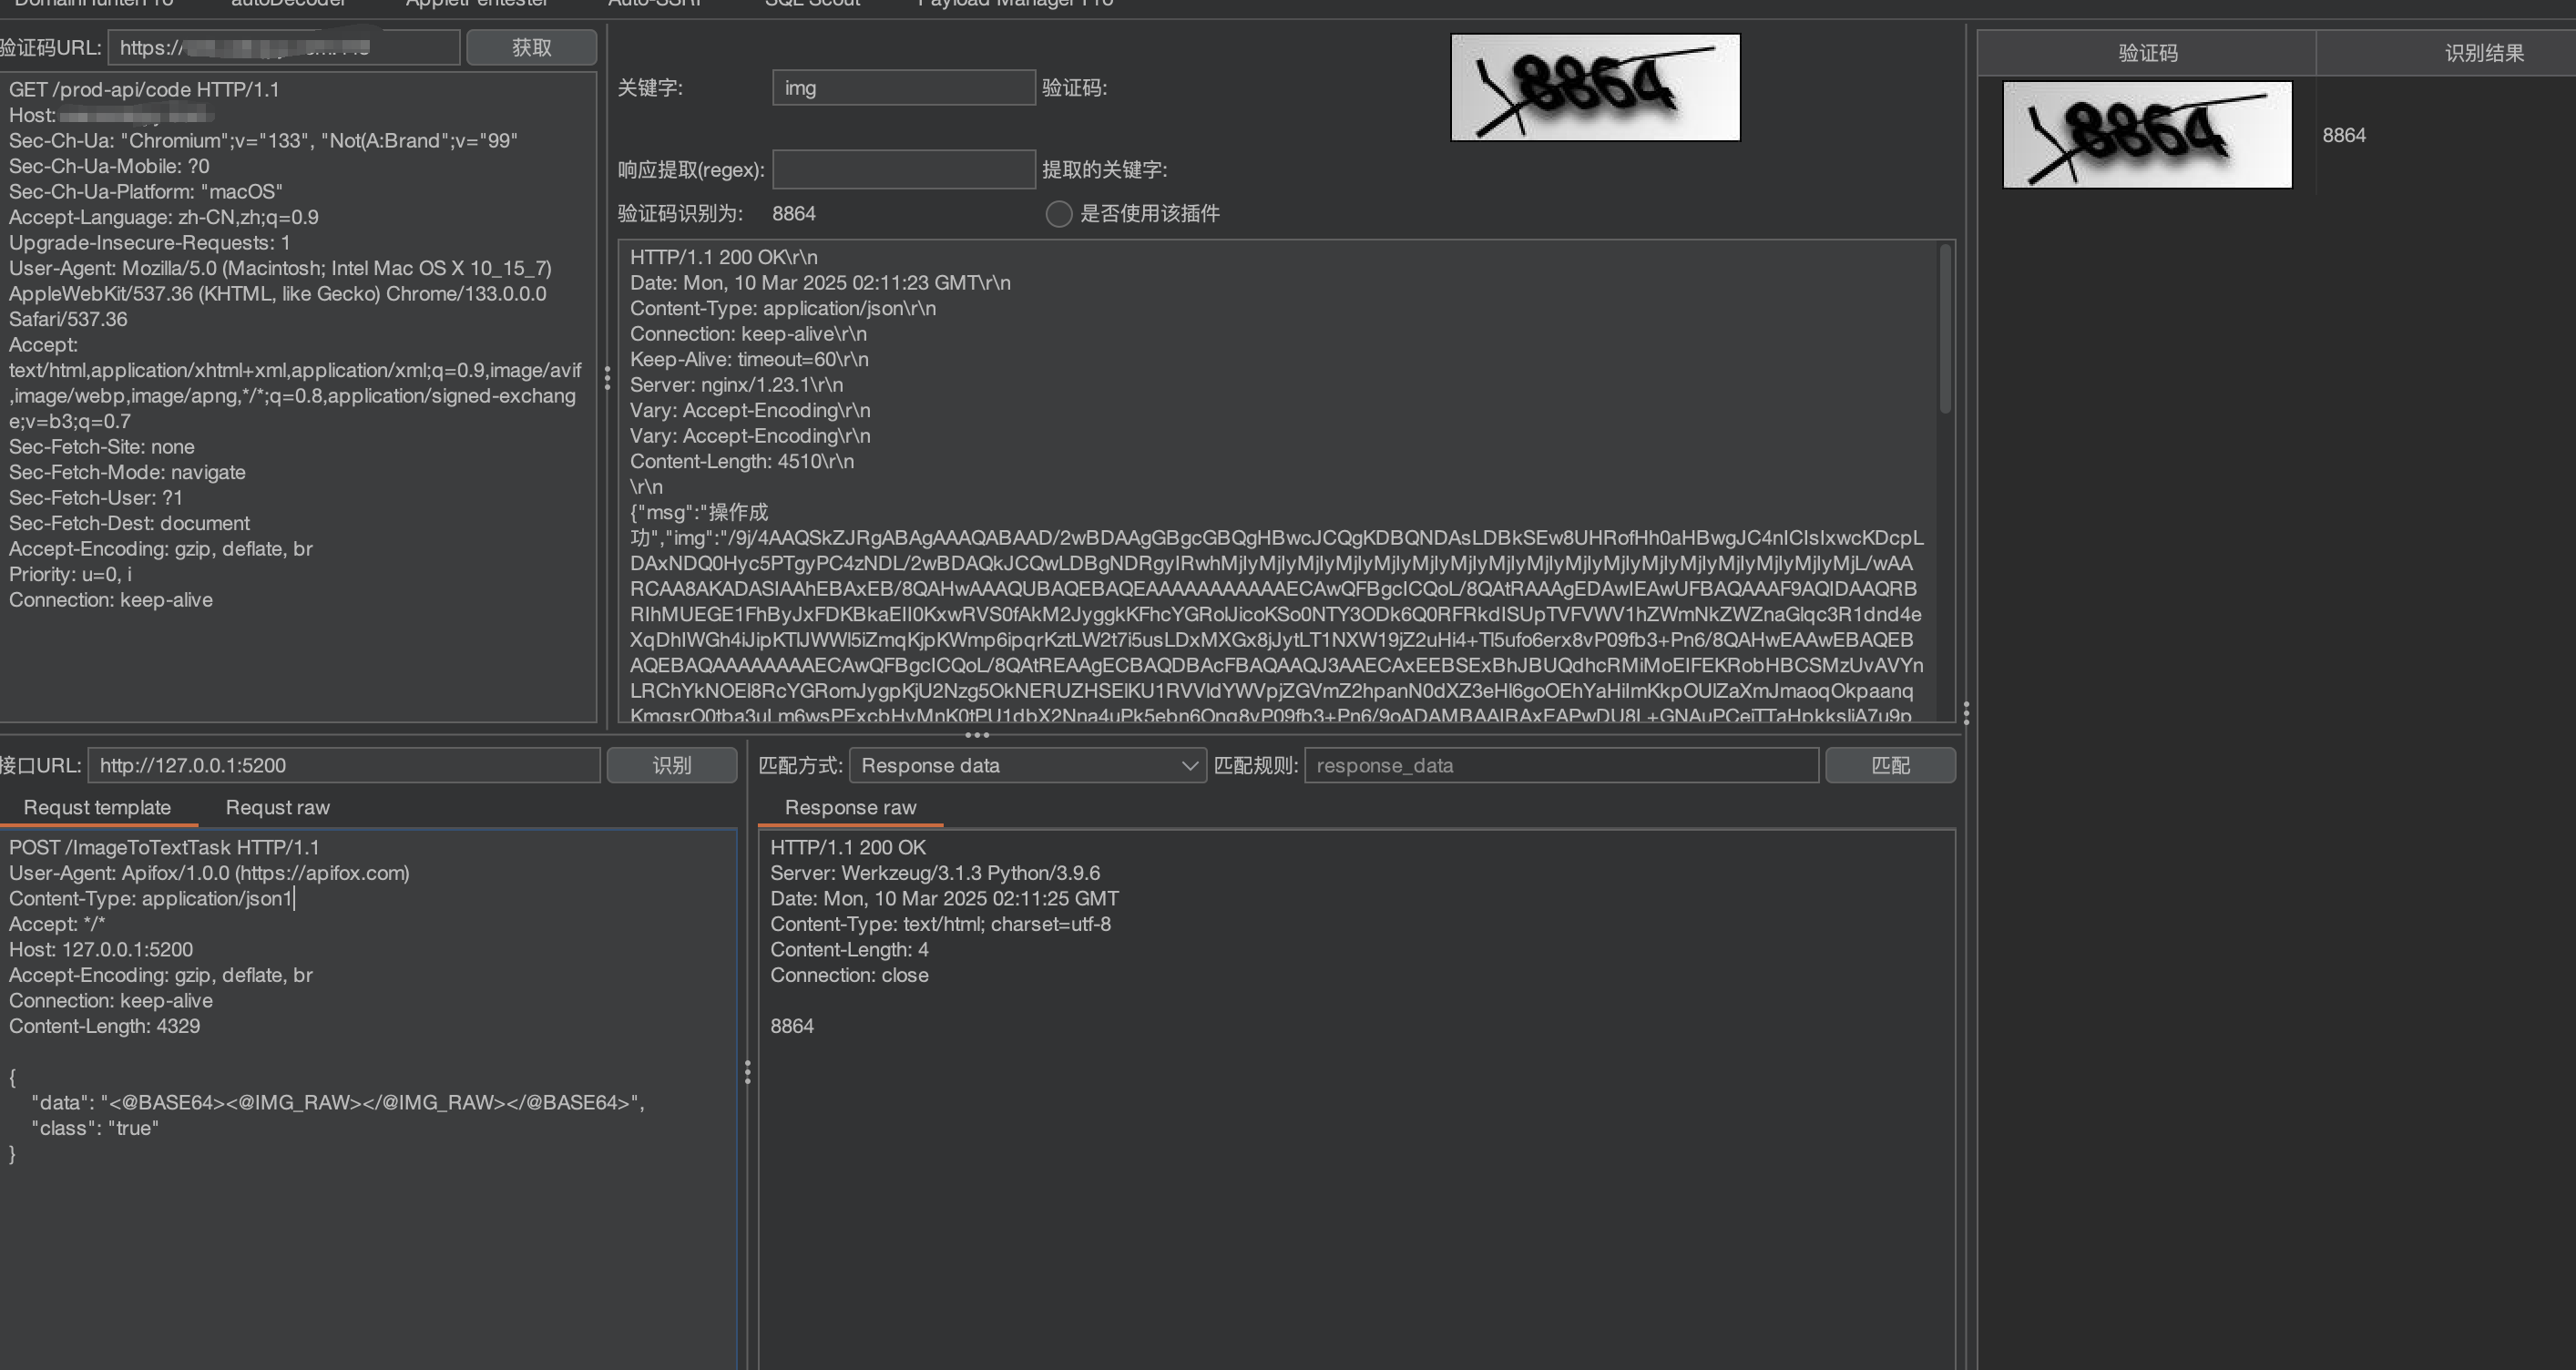 DomainHunterPro autoDecoder AppletPentester Auto-SSRF SQL Scout Payload Manager Pro
验证码URL: https:// 获取
GET /prod-api/code HTTP/1.1
Host:
Sec-Ch-Ua: "Chromium";v="133", "Not(A:Brand";v="99"
Sec-Ch-Ua-Mobile: ?0
Sec-Ch-Ua-Platform: "macOS"
Accept-Language: zh-CN,zh;q=0.9
Upgrade-Insecure-Requests: 1
User-Agent: Mozilla/5.0 (Macintosh; Intel Mac OS X 10_15_7)
AppleWebKit/537.36 (KHTML, like Gecko) Chrome/133.0.0.0
Safari/537.36
Accept:
text/html,application/xhtml+xml,application/xml;q=0.9,image/avif
,image/webp,image/apng,*/*;q=0.8,application/signed-exchang
e;v=b3;q=0.7
Sec-Fetch-Site: none
Sec-Fetch-Mode: navigate
Sec-Fetch-User: ?1
Sec-Fetch-Dest: document
Accept-Encoding: gzip, deflate, br
Priority: u=0, i
Connection: keep-alive
关键字: img 验证码: 8864
响应提取(regex): 提取的关键字:
验证码识别为: 8864 是否使用该插件
HTTP/1.1 200 OK\r\n
Date: Mon, 10 Mar 2025 02:11:23 GMT\r\n
Content-Type: application/json\r\n
Connection: keep-alive\r\n
Keep-Alive: timeout=60\r\n
Server: nginx/1.23.1\r\n
Vary: Accept-Encoding\r\n
Vary: Accept-Encoding\r\n
Content-Length: 4510\r\n
\r\n
{"msg":"操作成
功","img":"/9j/4AAQSkZJRgABAgAAAQABAAD/2wBDAAgGBgcGBQgHBwcJCQgKDBQNDAsLDBkSEw8UHRofHh0aHBwgJC4nICIsIxwcKDcpL
DAxNDQ0Hyc5PTgyPC4zNDL/2wBDAQkJCQwLDBgNDRgyIRwhMjIyMjIyMjIyMjIyMjIyMjIyMjIyMjIyMjIyMjIyMjIyMjIyMjIyMjIyMjIyMjIyMjL/wAA
RCAA8AKADASIAAhEBAxEB/8QAHwAAAQUBAQEBAQEAAAAAAAAAAAECAwQFBgcICQoL/8QAtRAAAgEDAwIEAwUFBAQAAAF9AQIDAAQRB
RIhMUEGE1FhByJxFDKBkaEII0KxwRVS0fAkM2JyggkKFhcYGRolJicoKSo0NTY3ODk6Q0RFRkdISUpTVFVWV1hZWmNkZWZnaGlqc3R1dnd4e
XqDhIWGh4iJipKTlJWWl5iZmqKjpKWmp6ipqrKztLW2t7i5usLDxMXGx8jJytLT1NXW19jZ2uHi4+Tl5ufo6erx8vP09fb3+Pn6/8QAHwEAAwEBAQEB
AQEBAQAAAAAAAAECAwQFBgcICQoL/8QAtREAAgECBAQDBAcFBAQAAQJ3AAECAxEEBSExBhJBUQdhcRMiMoEIFEKRobHBCSMzUvAVYn
LRChYkNOEl8RcYGRomJygpKjU2Nzg5OkNERUZHSElKU1RVVldYWVpjZGVmZ2hpanN0dXZ3eHl6goOEhYaHiImKkpOUlZaXmJmaoqOkpaanq
验证码 识别结果
8864 8864
接口URL: http://127.0.0.1:5200 识别
Requst template Requst raw
POST /ImageToTextTask HTTP/1.1
User-Agent: Apifox/1.0.0 (https://apifox.com)
Content-Type: application/json1
Accept: */*
Host: 127.0.0.1:5200
Accept-Encoding: gzip, deflate, br
Connection: keep-alive
Content-Length: 4329
{
"data": "<@BASE64><@IMG_RAW></@IMG_RAW></@BASE64>",
"class": "true"
}
匹配方式: Response data 匹配规则: response_data 匹配
Response raw
HTTP/1.1 200 OK
Server: Werkzeug/3.1.3 Python/3.9.6
Date: Mon, 10 Mar 2025 02:11:25 GMT
Content-Type: text/html; charset=utf-8
Content-Length: 4
Connection: close
8864